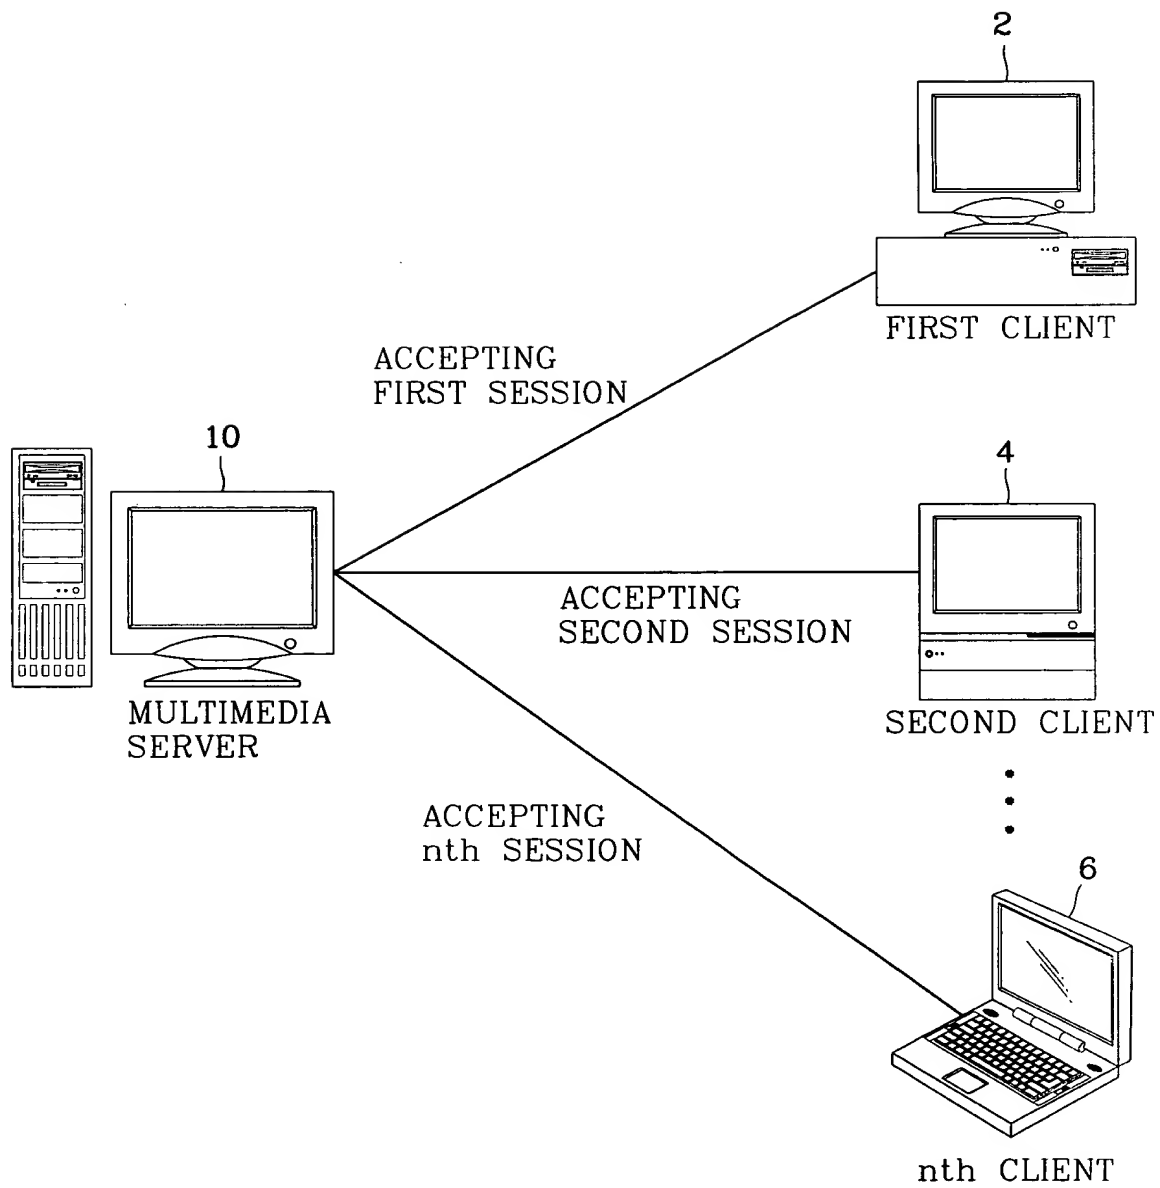 2
FIRST CLIENT
ACCEPTING
FIRST SESSION
10
MULTIMEDIA
SERVER
4
ACCEPTING
SECOND SESSION
SECOND CLIENT
ACCEPTING
nth SESSION
6
nth CLIENT